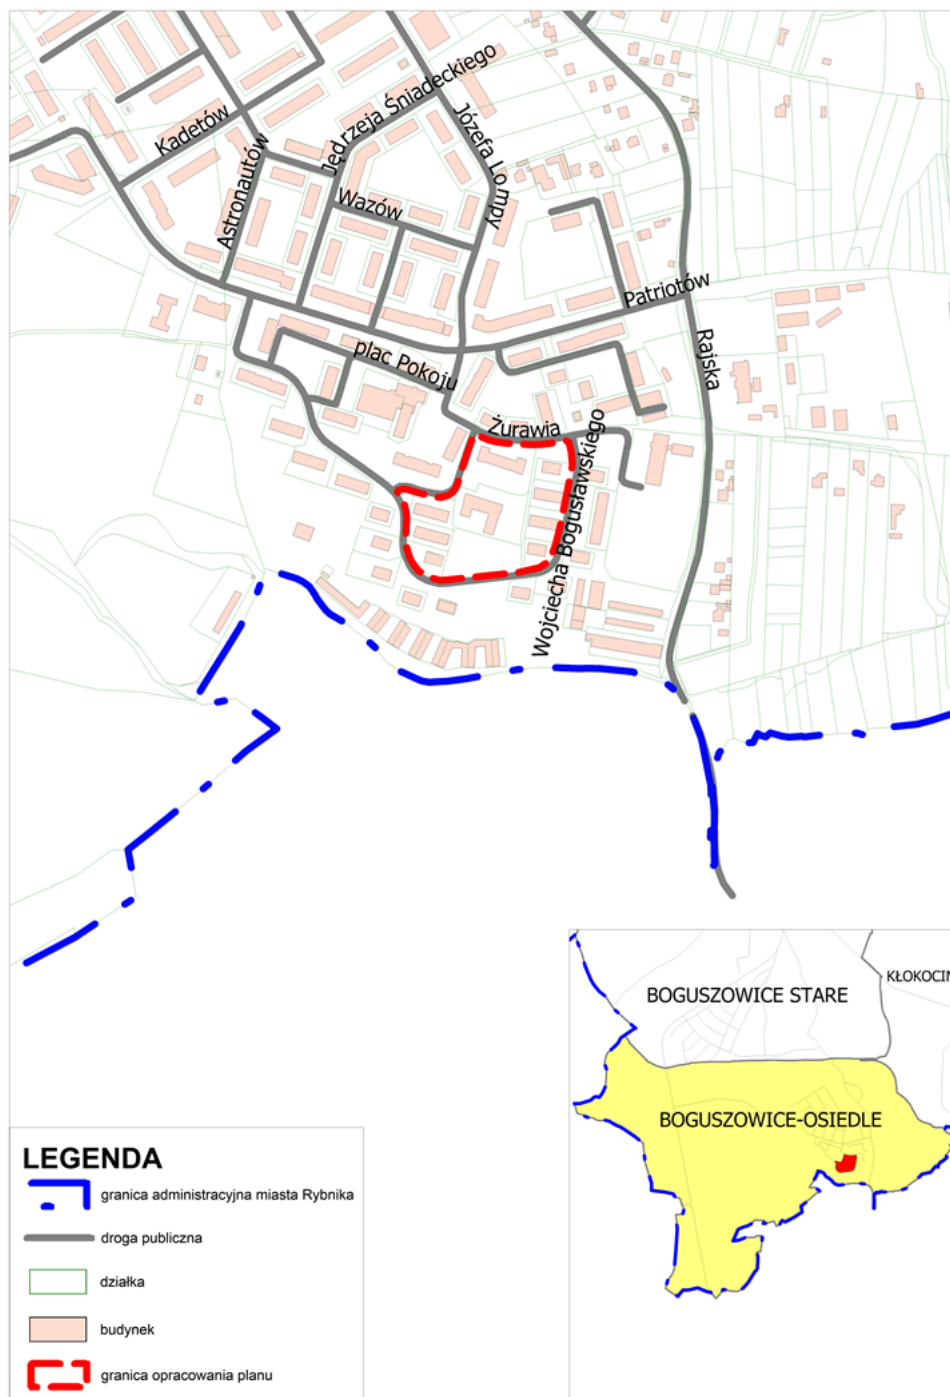 Jędrzeja Śniadeckiego
Kadetów
Józefa Lompy
Astronautów
Wazów
Patriotów
plac Pokoju
Rajska
Żurawia
Wojciecha Bogusławskiego
BOGUSZOWICE STARE
KŁOKOCIN
BOGUSZOWICE-OSIEDLE
LEGENDA
granica administracyjna miasta Rybnika
droga publiczna
działka
budynek
granica opracowania planu